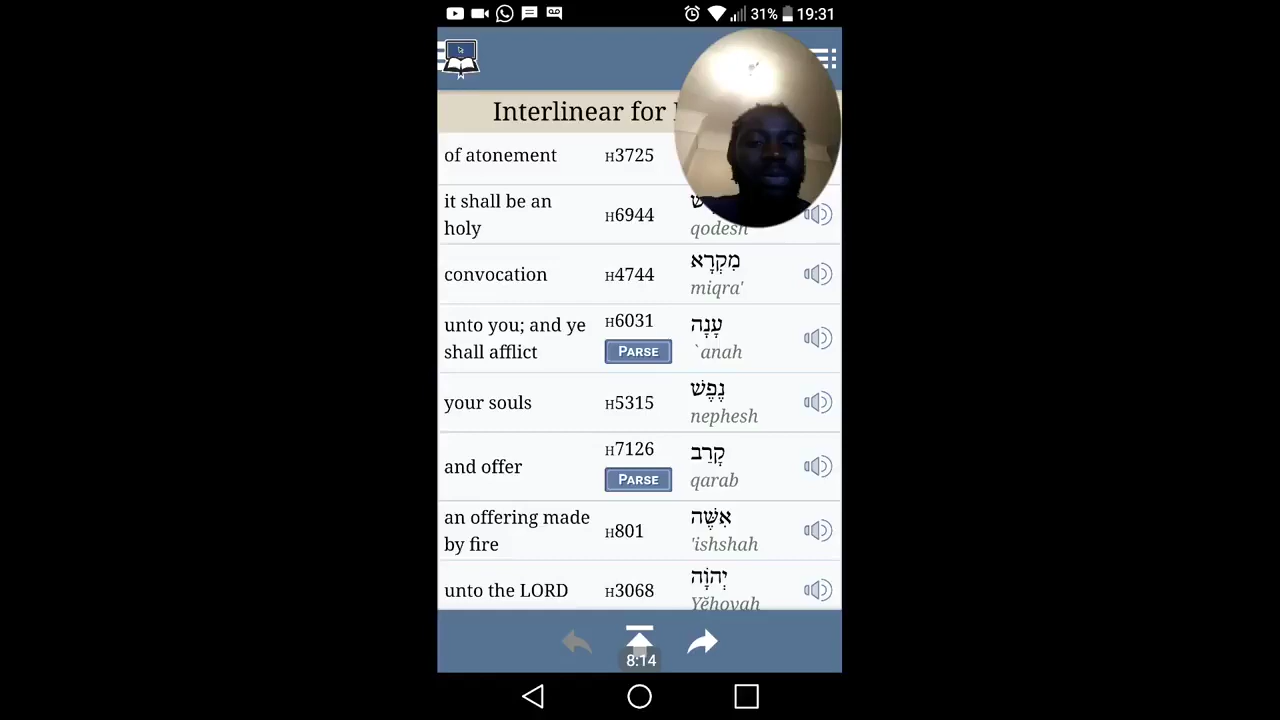 31% 19:31
Interlinear for
of atonement H3725
it shall be an
holy
H6944
qodesh
convocation H4744
מִקְרָא
miqra'
unto you; and ye
shall afflict
H6031
PARSE
עָנָה
`anah
your souls H5315
נֶפֶשׁ
nephesh
and offer
H7126
PARSE
קָרַב
qarab
an offering made
by fire
H801
אִשֶּׁה
'ishshah
unto the LORD H3068
יְהוָֹה
Yĕhovah
8:14